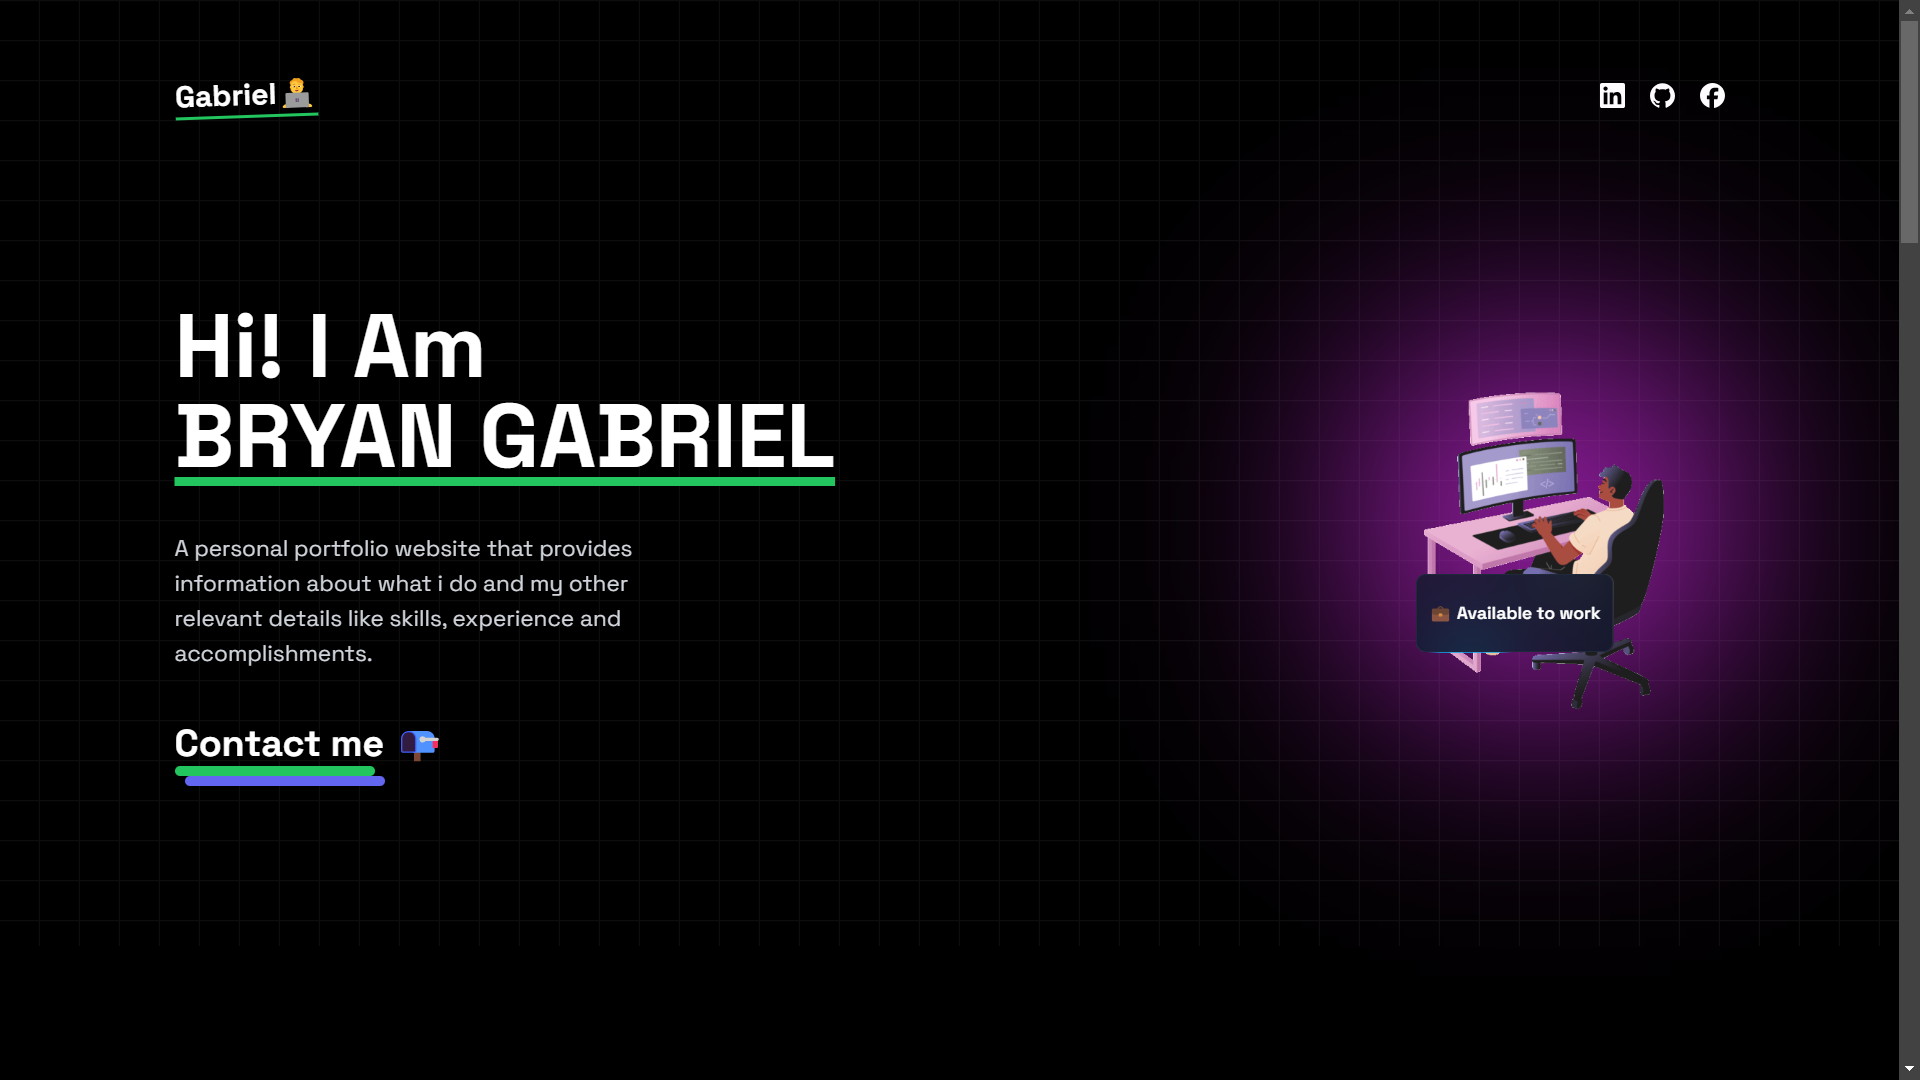 Gabriel
Hi! I Am
BRYAN GABRIEL
A personal portfolio website that provides
information about what i do and my other
relevant details like skills, experience and
accomplishments.
Contact me
Available to work